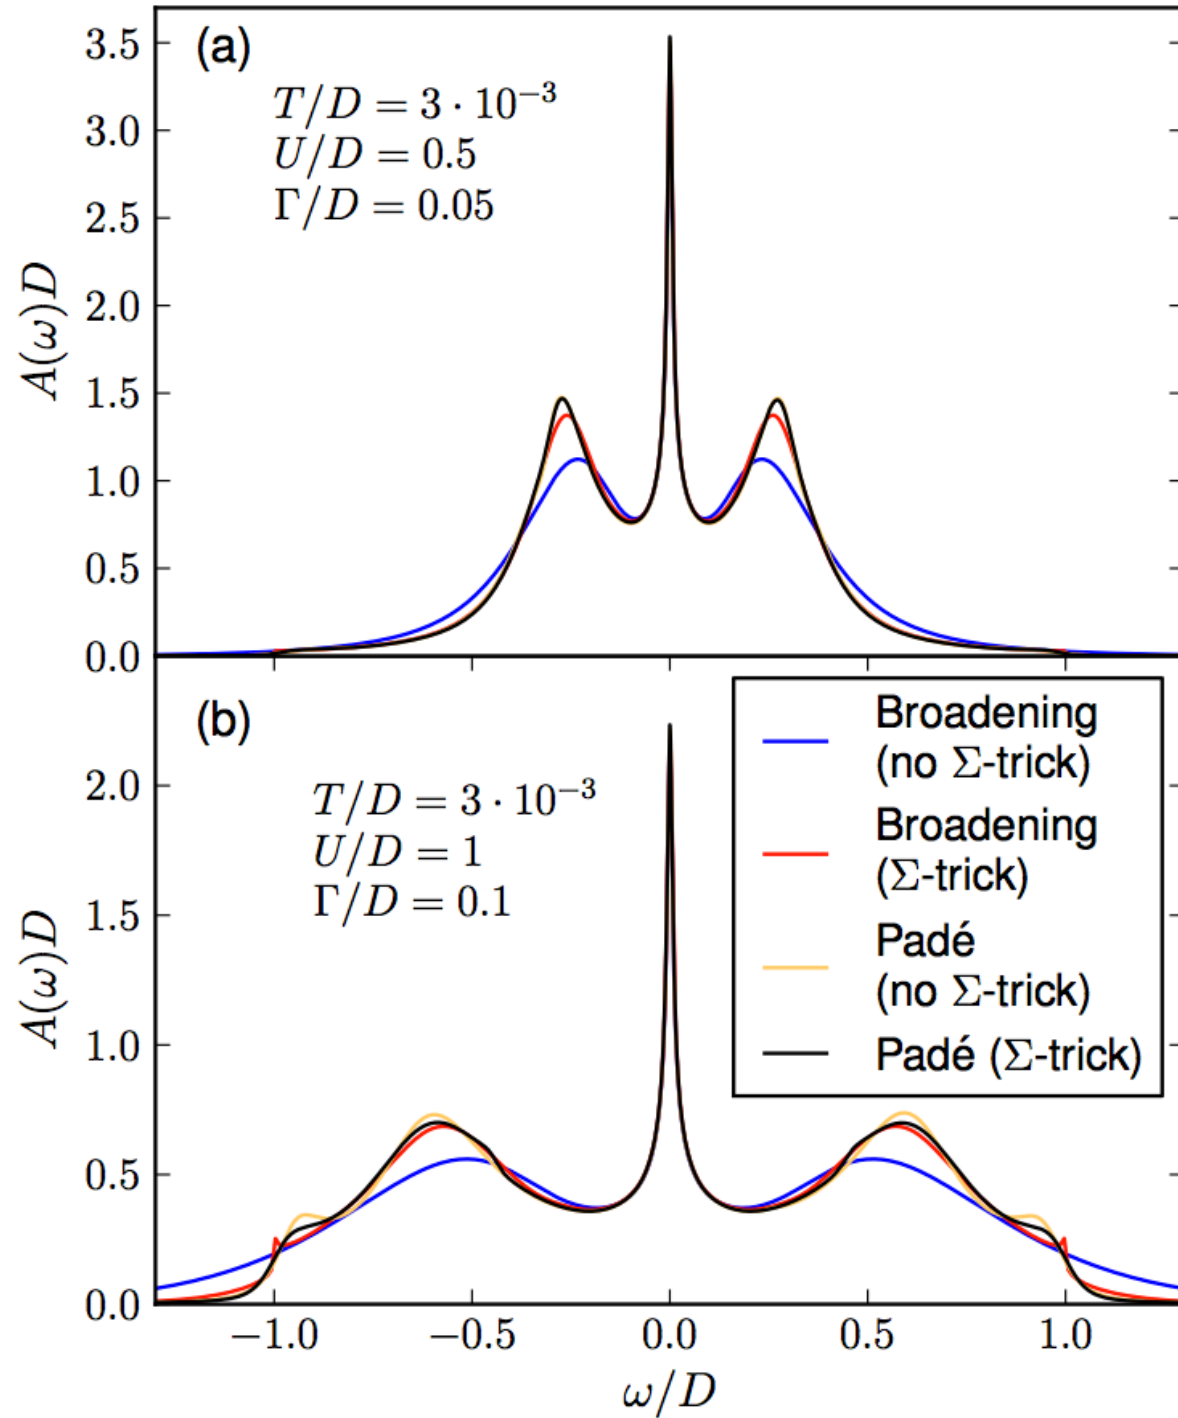 (a)
T/D = 3 · 10⁻³
U/D = 0.5
Γ/D = 0.05
A(ω)D
3.5
3.0
2.5
2.0
1.5
1.0
0.5
0.0
(b)
T/D = 3 · 10⁻³
U/D = 1
Γ/D = 0.1
Broadening
(no Σ-trick)
Broadening
(Σ-trick)
Padé
(no Σ-trick)
Padé (Σ-trick)
A(ω)D
2.0
1.5
1.0
0.5
0.0
−1.0 −0.5 0.0 0.5 1.0
ω/D